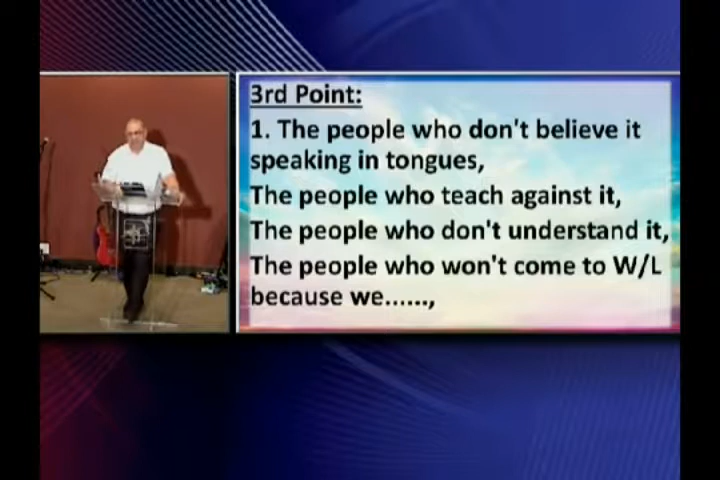 3rd Point:
1. The people who don't believe it
speaking in tongues,
The people who teach against it,
The people who don't understand it,
The people who won't come to W/L
because we......,